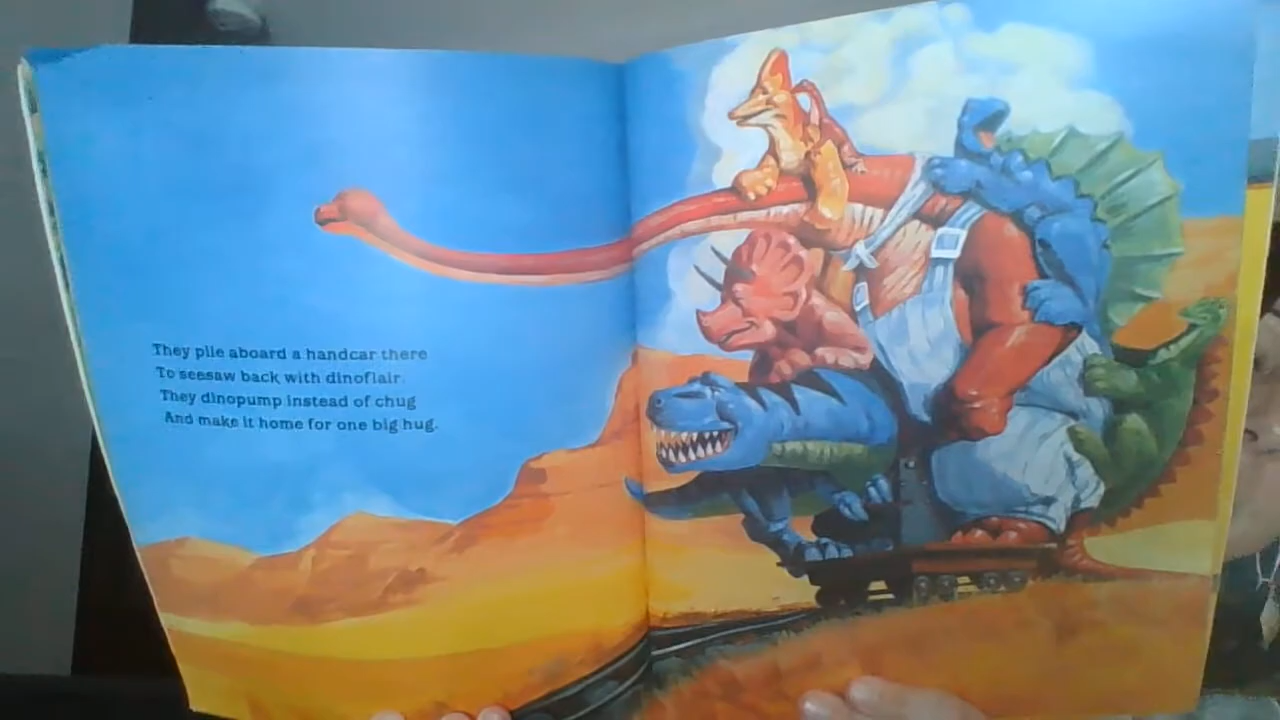 They pile aboard a handcar there
To seesaw back with dinoflair.
They dinopump instead of chug
And make it home for one big hug.